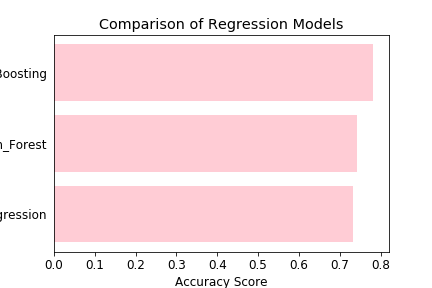 Comparison of Regression Models
Boosting
n_Forest
gression
0.0 0.1 0.2 0.3 0.4 0.5 0.6 0.7 0.8
Accuracy Score